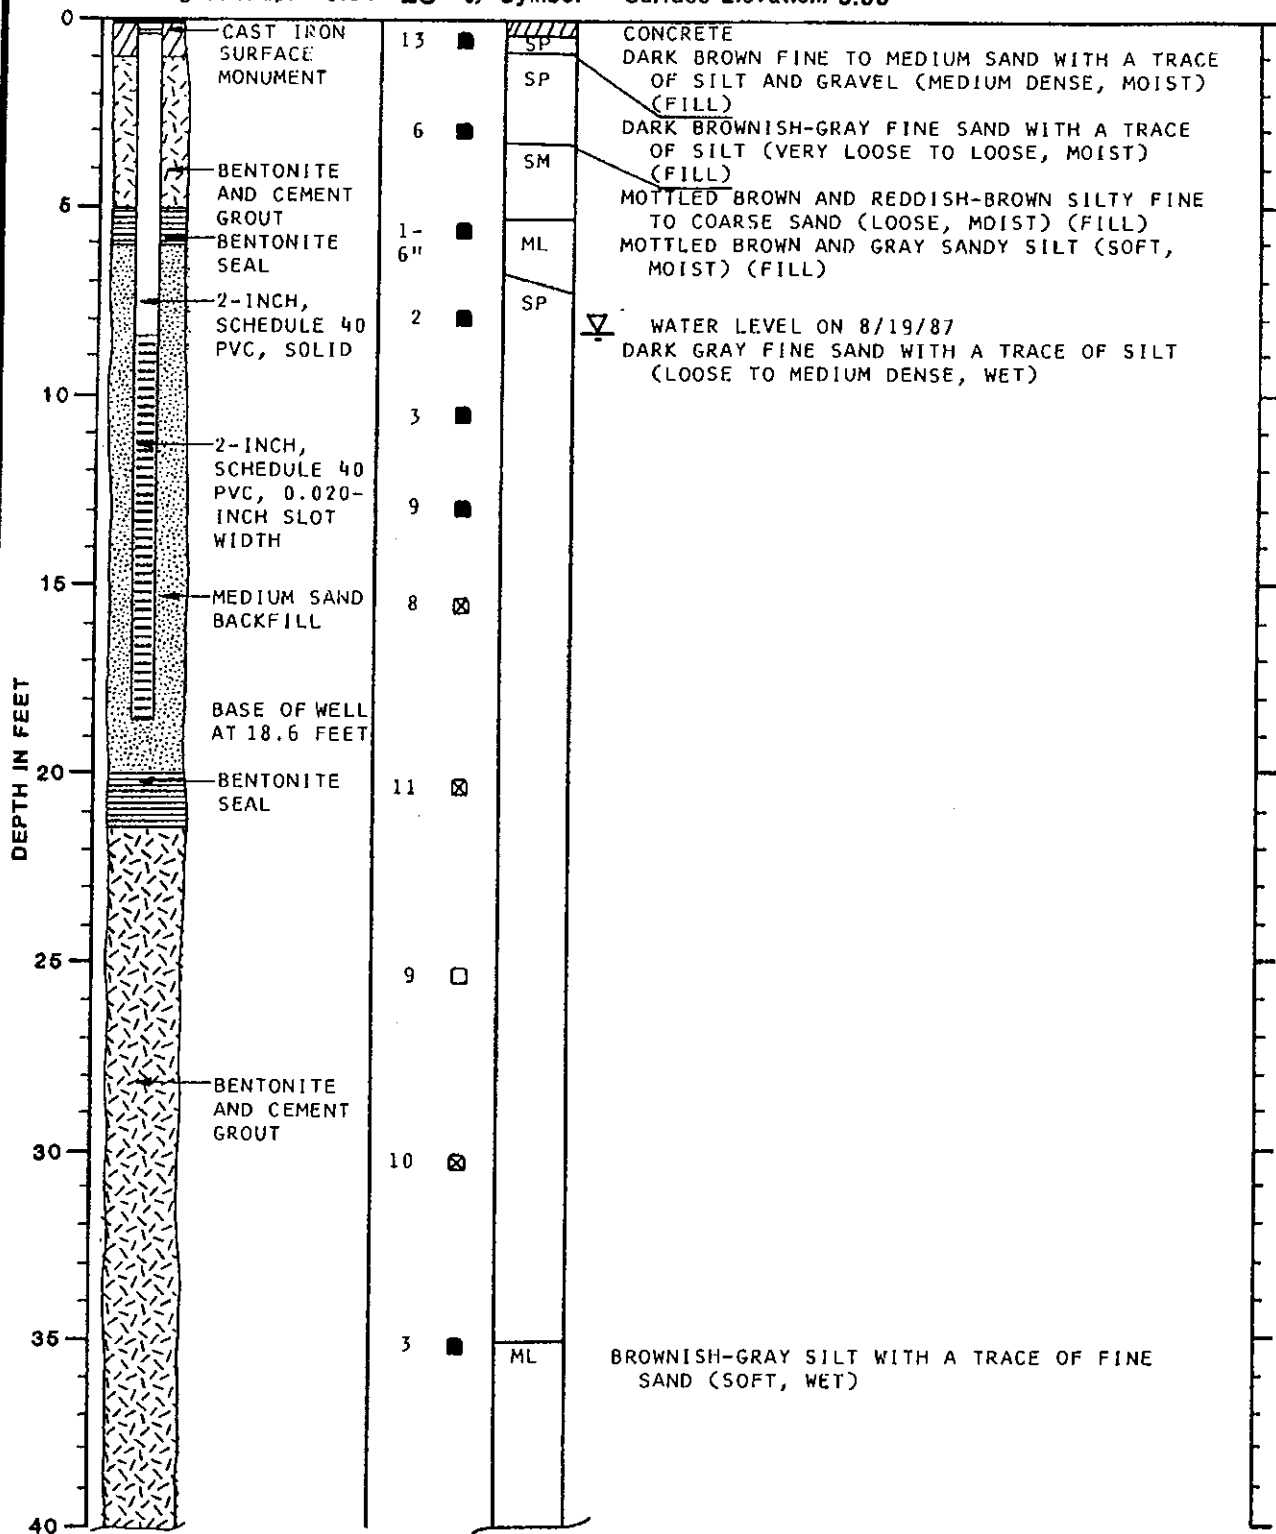 0
5
10
15
20
25
30
35
40
DEPTH IN FEET
CAST IRON
SURFACE
MONUMENT
BENTONITE
AND CEMENT
GROUT
BENTONITE
SEAL
2-INCH,
SCHEDULE 40
PVC, SOLID
2-INCH,
SCHEDULE 40
PVC, 0.020-
INCH SLOT
WIDTH
MEDIUM SAND
BACKFILL
BASE OF WELL
AT 18.6 FEET
BENTONITE
SEAL
BENTONITE
AND CEMENT
GROUT
13
6
1-
6"
2
3
9
8
11
9
10
3
SP
SP
SM
ML
SP
ML
CONCRETE
DARK BROWN FINE TO MEDIUM SAND WITH A TRACE
OF SILT AND GRAVEL (MEDIUM DENSE, MOIST)
(FILL)
DARK BROWNISH-GRAY FINE SAND WITH A TRACE
OF SILT (VERY LOOSE TO LOOSE, MOIST)
(FILL)
MOTTLED BROWN AND REDDISH-BROWN SILTY FINE
TO COARSE SAND (LOOSE, MOIST) (FILL)
MOTTLED BROWN AND GRAY SANDY SILT (SOFT,
MOIST) (FILL)
WATER LEVEL ON 8/19/87
DARK GRAY FINE SAND WITH A TRACE OF SILT
(LOOSE TO MEDIUM DENSE, WET)
BROWNISH-GRAY SILT WITH A TRACE OF FINE
SAND (SOFT, WET)